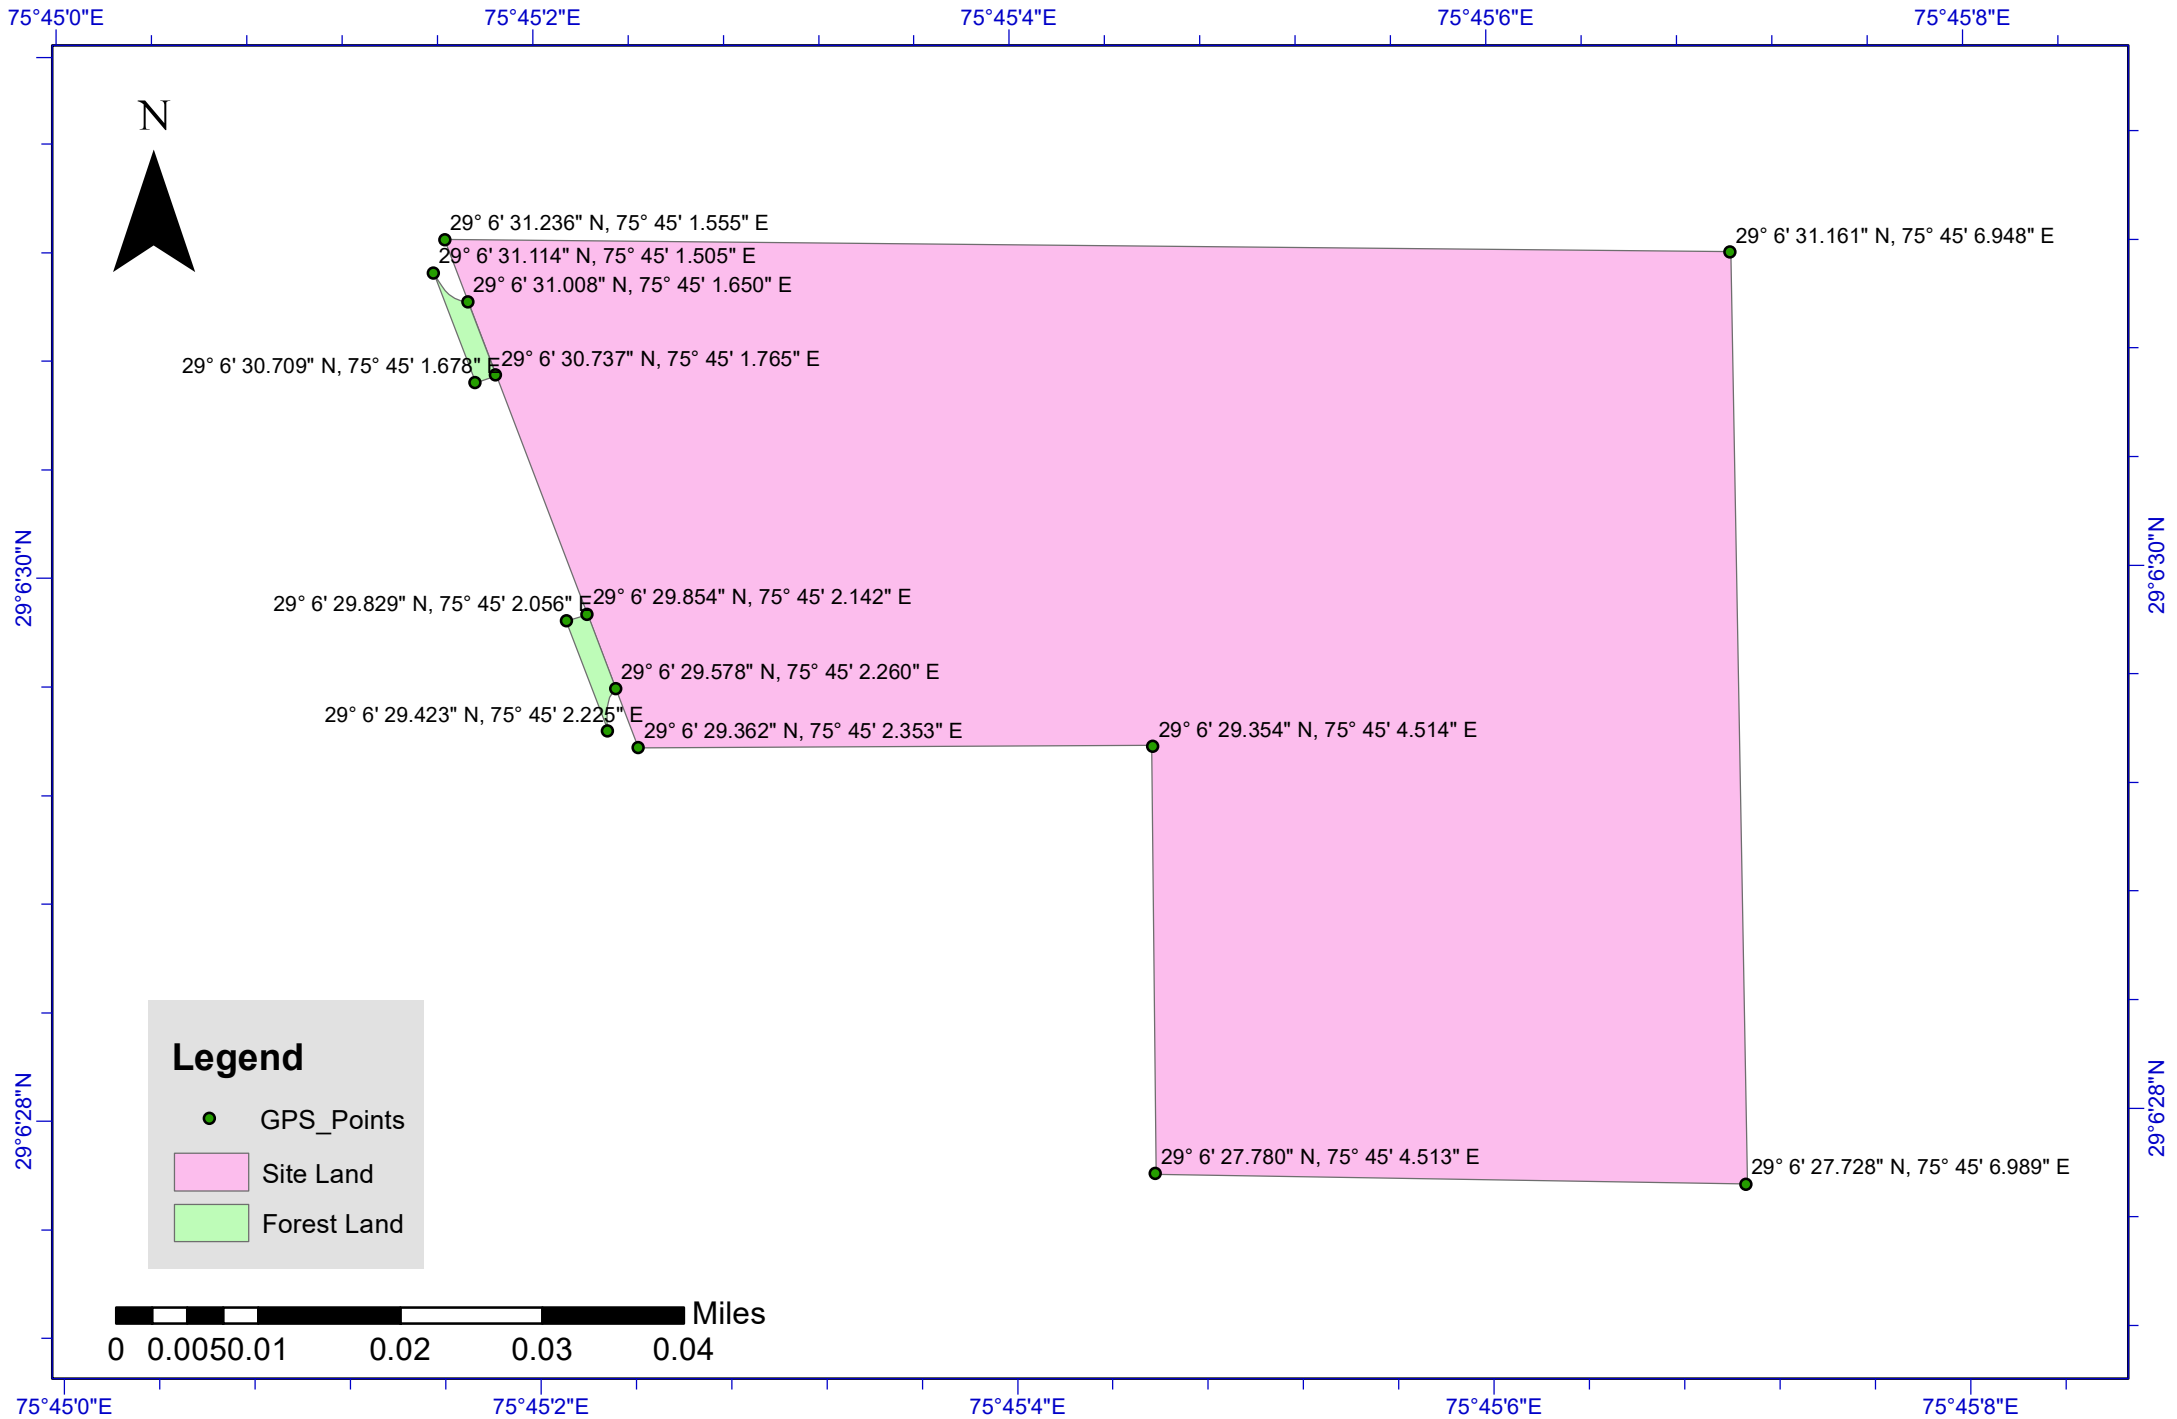 75°45'0"E 75°45'2"E 75°45'4"E 75°45'6"E 75°45'8"E
N
29° 6' 31.236" N, 75° 45' 1.555" E
29° 6' 31.161" N, 75° 45' 6.948" E
29° 6' 31.114" N, 75° 45' 1.505" E
29° 6' 31.008" N, 75° 45' 1.650" E
29° 6' 30.709" N, 75° 45' 1.678" E
29° 6' 30.737" N, 75° 45' 1.765" E
29°6'30"N
29°6'30"N
29° 6' 29.829" N, 75° 45' 2.056" E
29° 6' 29.854" N, 75° 45' 2.142" E
29° 6' 29.578" N, 75° 45' 2.260" E
29° 6' 29.423" N, 75° 45' 2.225" E
29° 6' 29.362" N, 75° 45' 2.353" E
29° 6' 29.354" N, 75° 45' 4.514" E
29° 6' 27.780" N, 75° 45' 4.513" E
29° 6' 27.728" N, 75° 45' 6.989" E
29°6'28"N
29°6'28"N
Legend
GPS_Points
Site Land
Forest Land
Miles
0 0.005 0.01 0.02 0.03 0.04
75°45'0"E 75°45'2"E 75°45'4"E 75°45'6"E 75°45'8"E